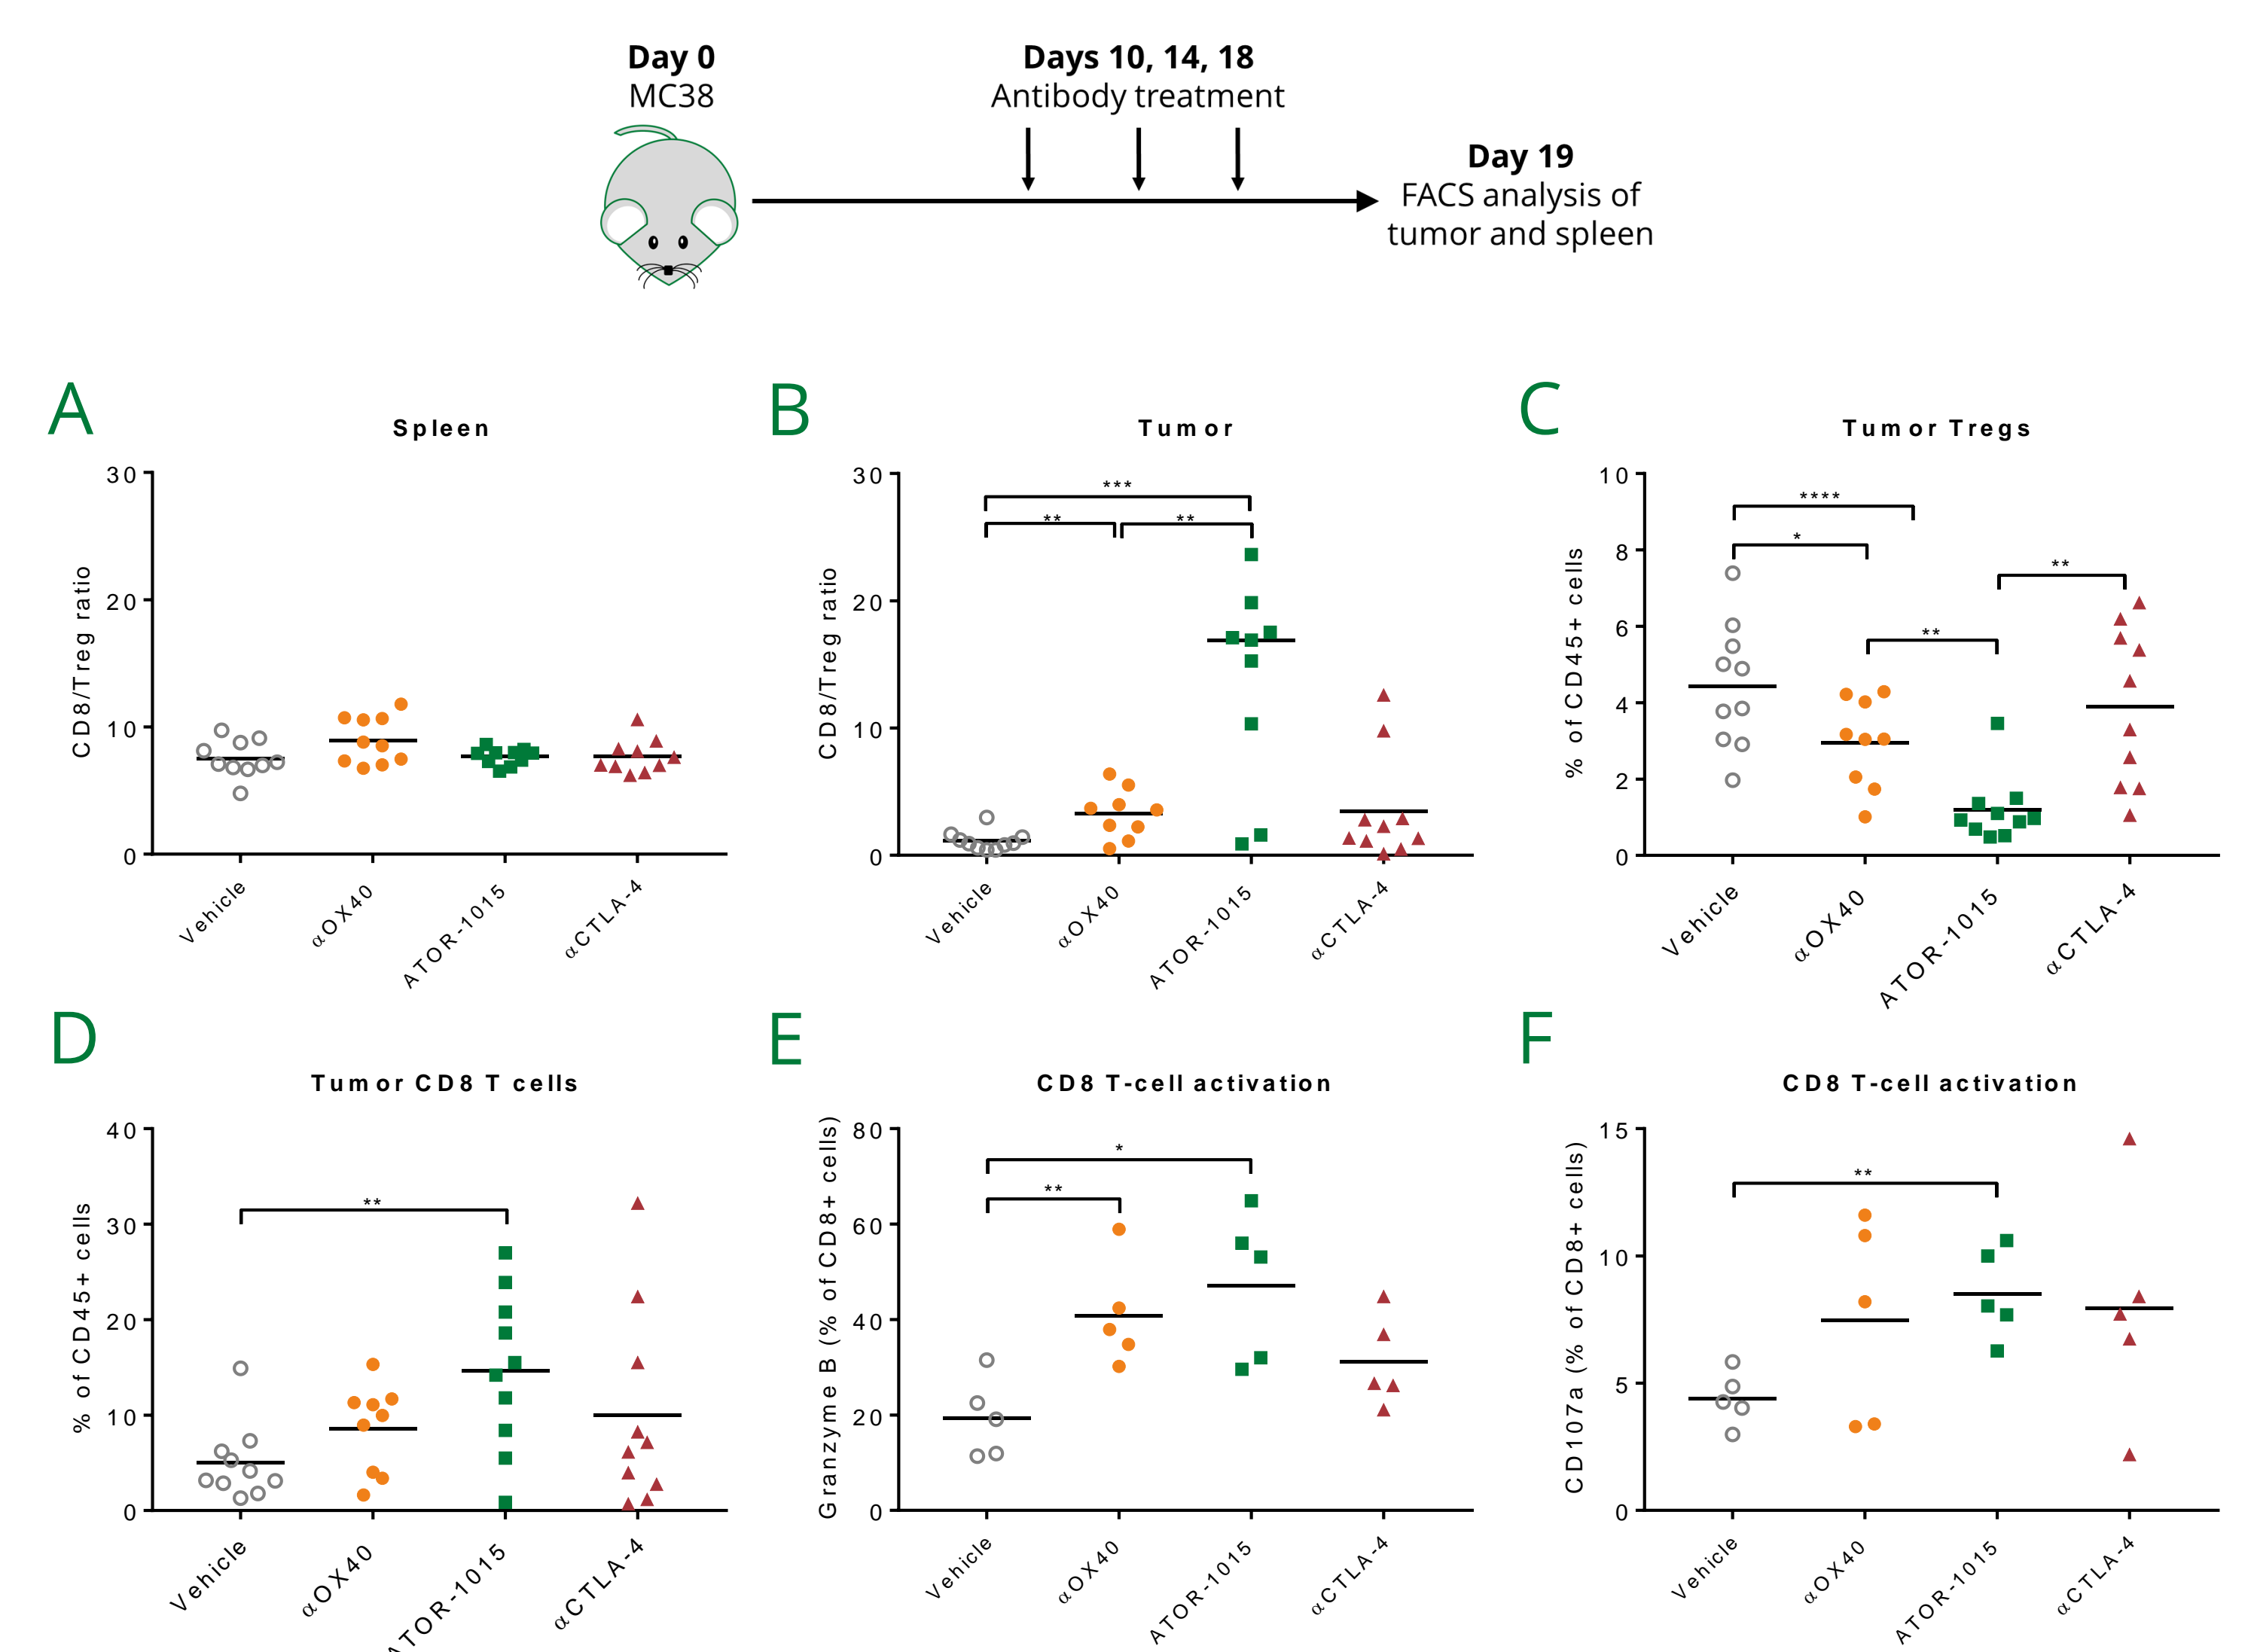 Day 0
MC38
Days 10, 14, 18
Antibody treatment
Day 19
FACS analysis of
tumor and spleen
A
Spleen
CD8/Treg ratio
30
20
10
0
Vehicle
αOX40
ATOR-1015
αCTLA-4
B
Tumor
CD8/Treg ratio
30
20
10
0
***
**
**
Vehicle
αOX40
ATOR-1015
αCTLA-4
C
Tumor Tregs
% of CD45+ cells
10
8
6
4
2
0
****
*
**
**
Vehicle
αOX40
ATOR-1015
αCTLA-4
D
Tumor CD8 T cells
% of CD45+ cells
40
30
20
10
0
**
Vehicle
αOX40
ATOR-1015
αCTLA-4
E
CD8 T-cell activation
Granzyme B (% of CD8+ cells)
80
60
40
20
0
*
**
Vehicle
αOX40
ATOR-1015
αCTLA-4
F
CD8 T-cell activation
CD107a (% of CD8+ cells)
15
10
5
0
**
Vehicle
αOX40
ATOR-1015
αCTLA-4